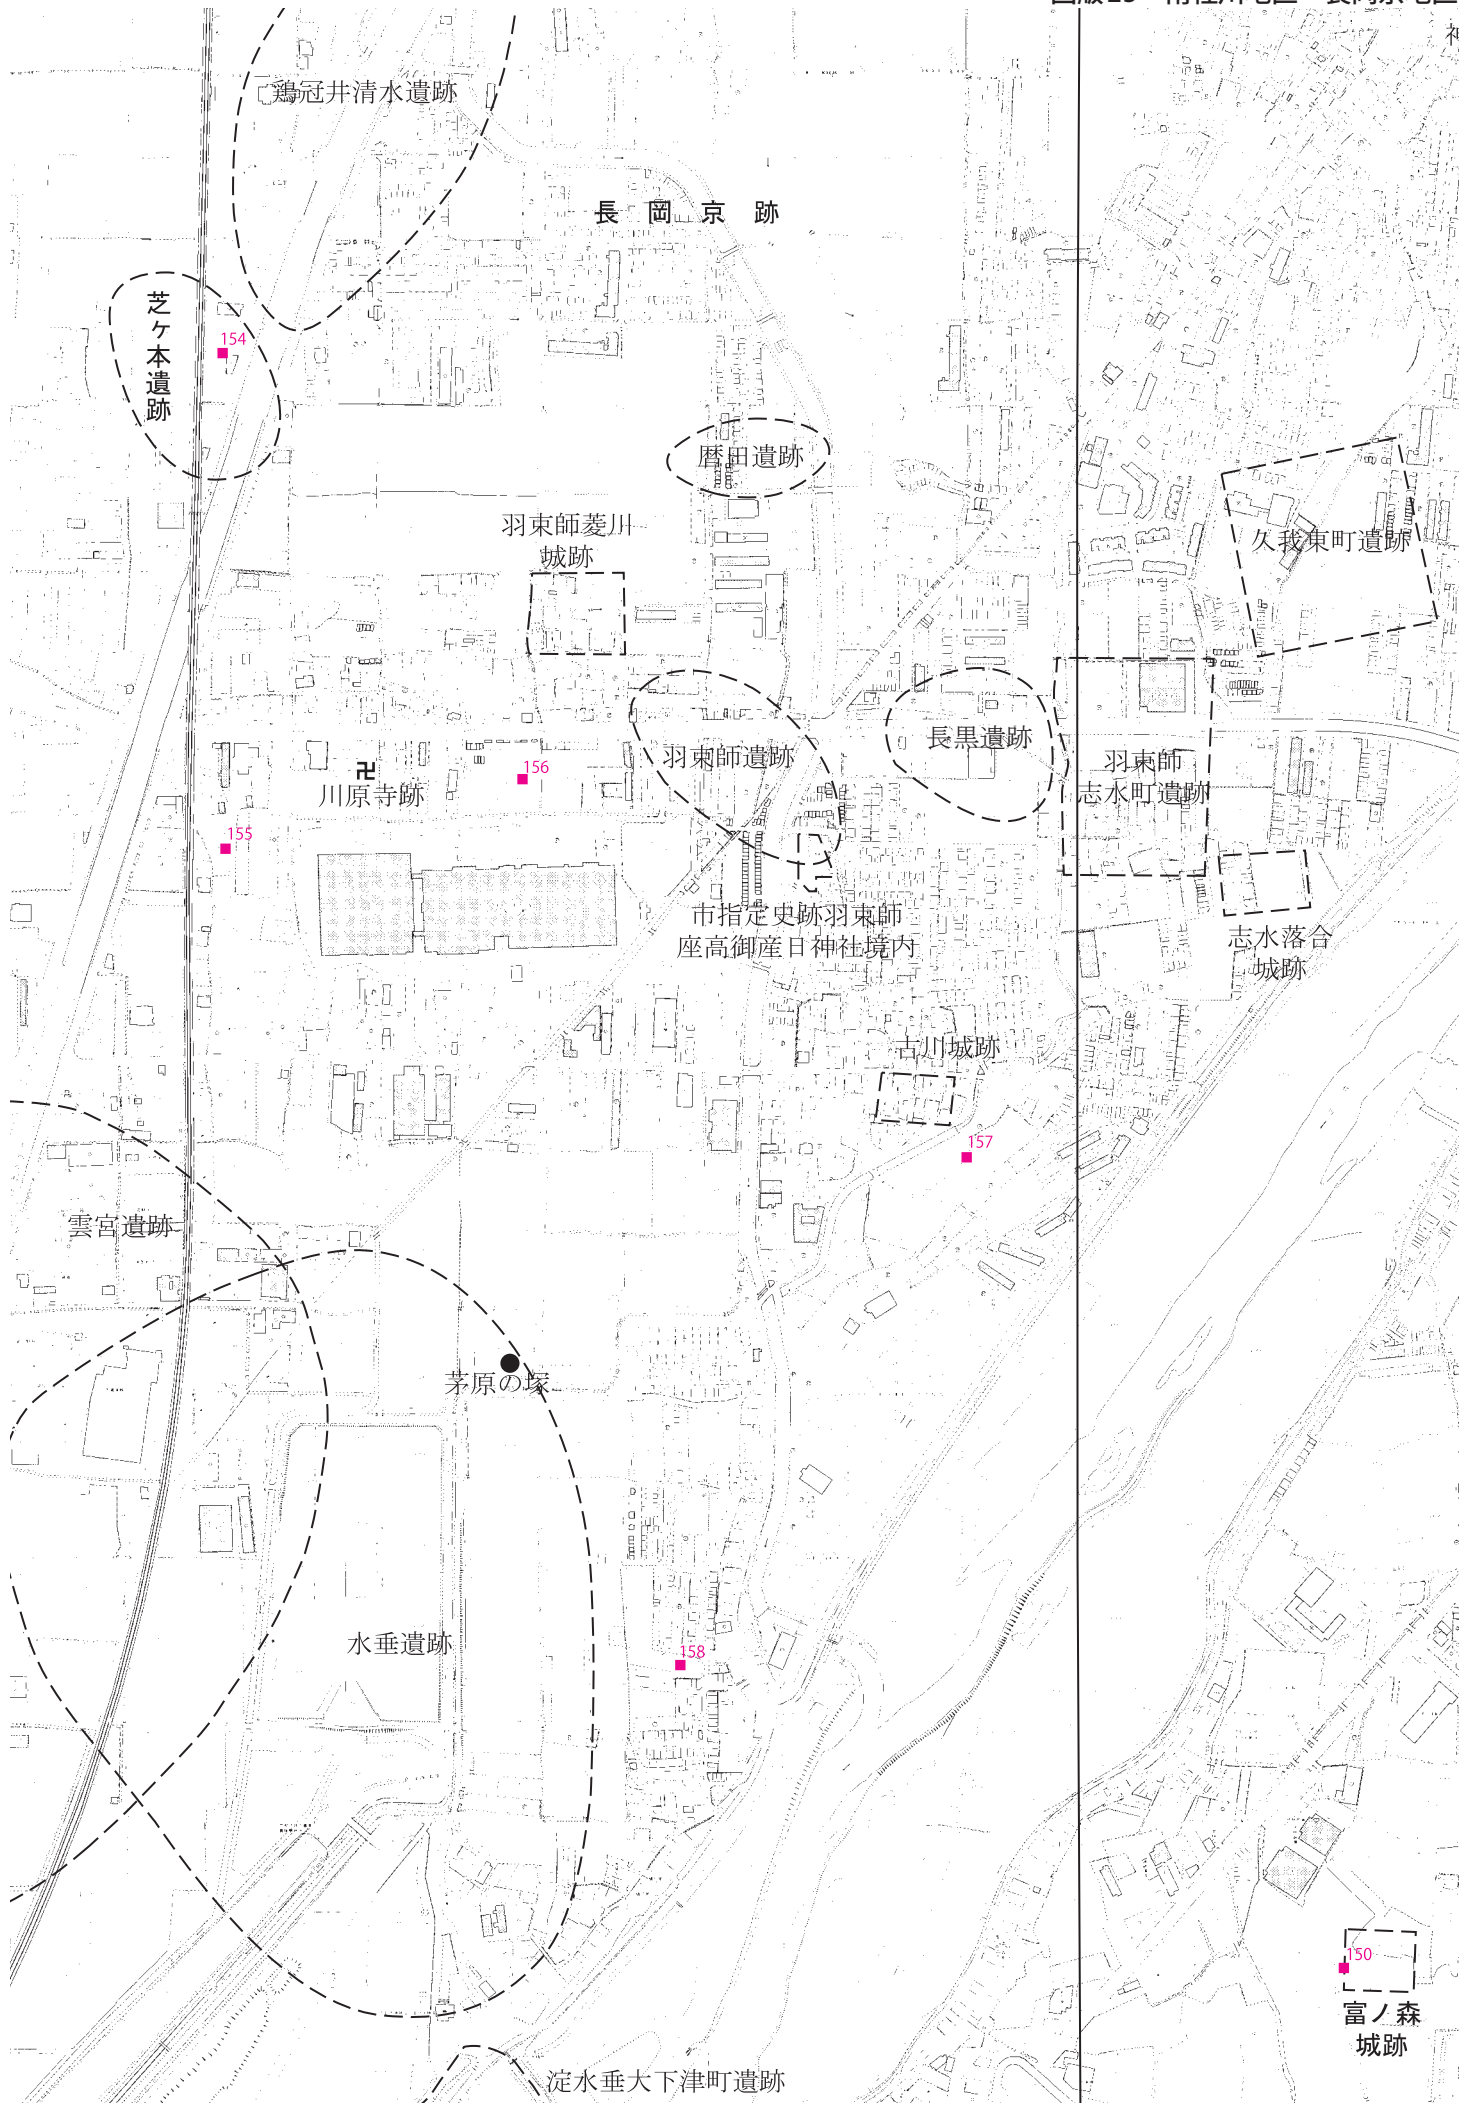 神
鶏冠井清水遺跡
長岡京跡
芝ヶ本遺跡
154
暦田遺跡
羽束師菱川
城跡
久我東町遺跡
長黒遺跡
羽束師遺跡
羽束師
志水町遺跡
156
川原寺跡
155
市指定史跡羽束師
座高御産日神社境内
志水落合
城跡
古川城跡
157
雲宮遺跡
茅原の塚
水垂遺跡
158
150
富ノ森
城跡
淀水垂大下津町遺跡